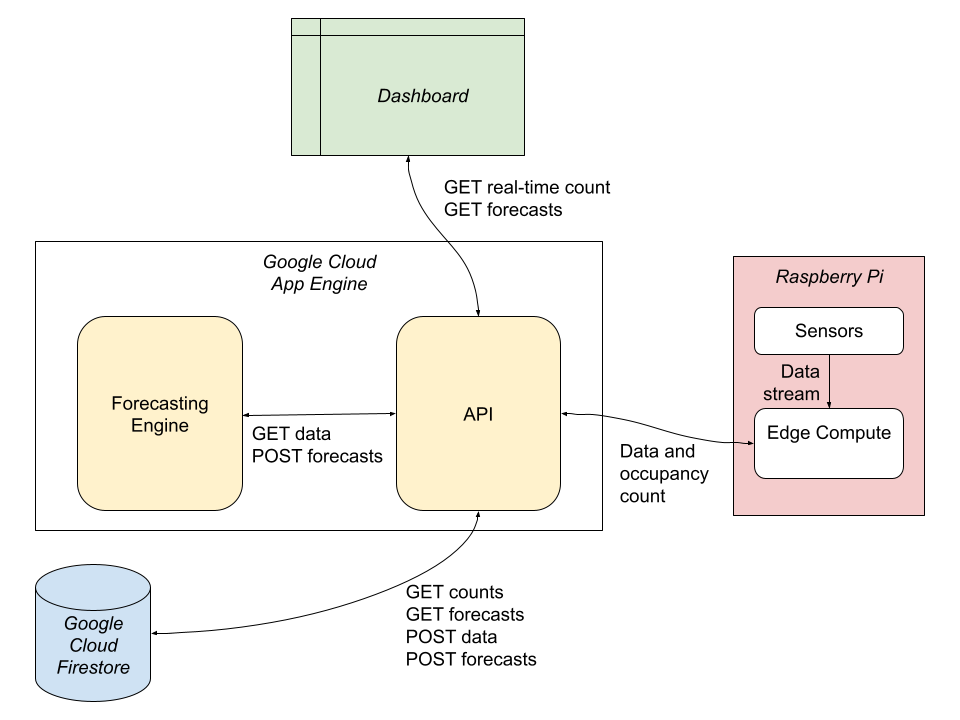 Dashboard
GET real-time count
GET forecasts
Google Cloud
App Engine
Raspberry Pi
Sensors
Data
stream
Edge Compute
Forecasting
Engine
API
GET data
POST forecasts
Data and
occupancy
count
Google
Cloud
Firestore
GET counts
GET forecasts
POST data
POST forecasts